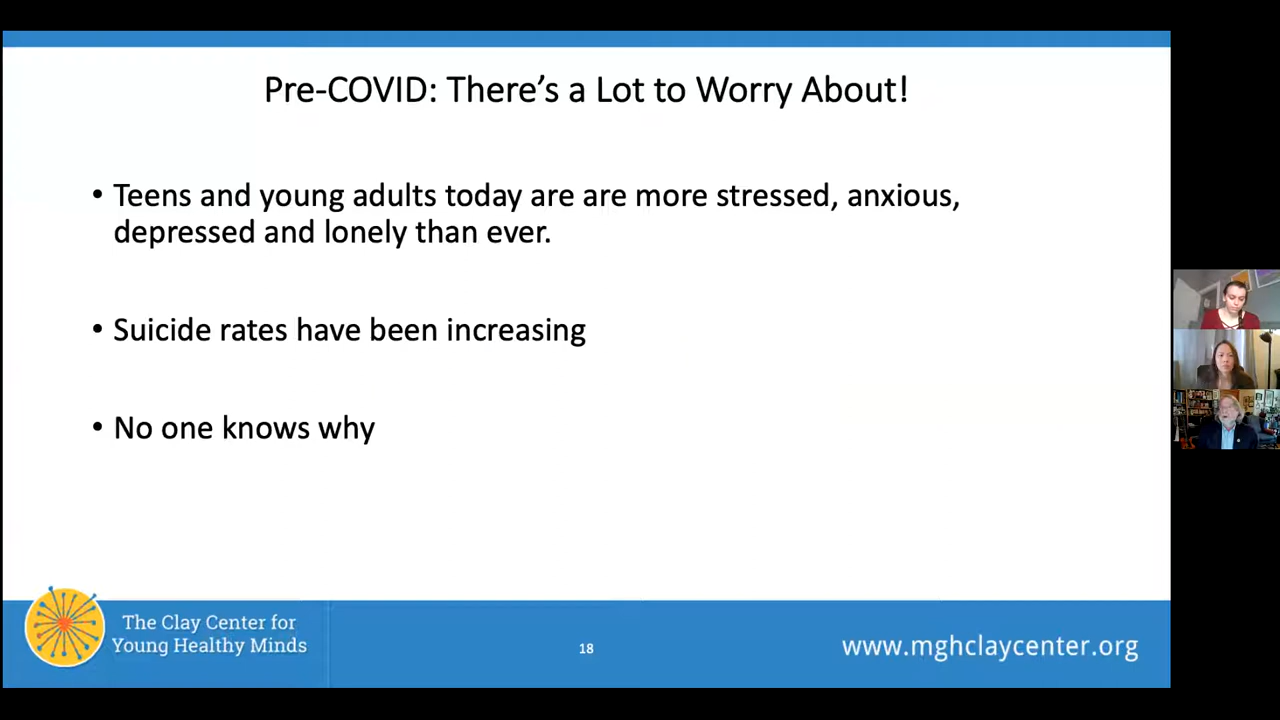 Pre-COVID: There’s a Lot to Worry About!
• Teens and young adults today are are more stressed, anxious,
depressed and lonely than ever.
• Suicide rates have been increasing
• No one knows why
The Clay Center for
Young Healthy Minds
18
www.mghclaycenter.org